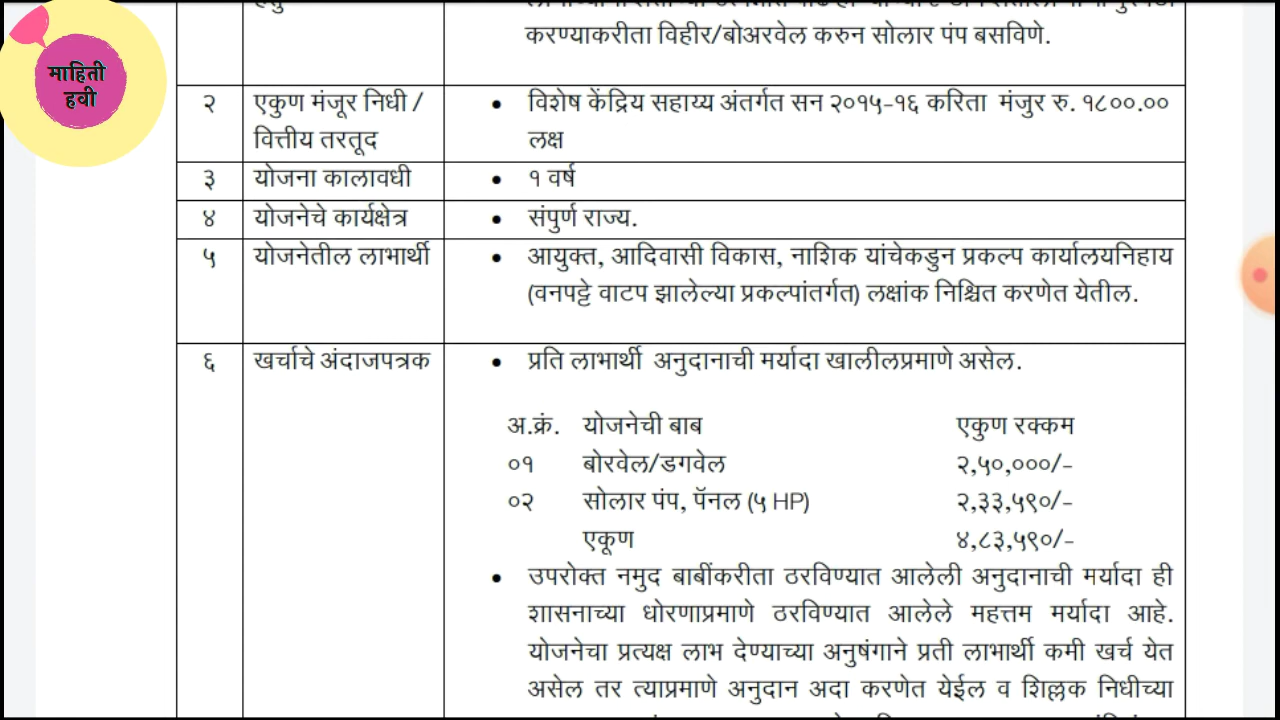 माहिती
हवी
करण्याकरीता विहीर/बोअरवेल करुन सोलार पंप बसविणे.
२ एकुण मंजूर निधी / • विशेष केंद्रिय सहाय्य अंतर्गत सन २०१५-१६ करिता मंजुर रु. १८००.००
वित्तीय तरतूद लक्ष
३ योजना कालावधी • १ वर्ष
४ योजनेचे कार्यक्षेत्र • संपुर्ण राज्य.
५ योजनेतील लाभार्थी • आयुक्त, आदिवासी विकास, नाशिक यांचेकडुन प्रकल्प कार्यालयनिहाय
(वनपट्टे वाटप झालेल्या प्रकल्पांतर्गत) लक्षांक निश्चित करणेत येतील.
६ खर्चाचे अंदाजपत्रक • प्रति लाभार्थी अनुदानाची मर्यादा खालीलप्रमाणे असेल.
अ.क्रं. योजनेची बाब एकुण रक्कम
०१ बोरवेल/डगवेल २,५०,०००/-
०२ सोलार पंप, पॅनल (५ HP) २,३३,५९०/-
एकूण ४,८३,५९०/-
• उपरोक्त नमुद बाबींकरीता ठरविण्यात आलेली अनुदानाची मर्यादा ही
शासनाच्या धोरणाप्रमाणे ठरविण्यात आलेले महत्तम मर्यादा आहे.
योजनेचा प्रत्यक्ष लाभ देण्याच्या अनुषंगाने प्रती लाभार्थी कमी खर्च येत
असेल तर त्याप्रमाणे अनुदान अदा करणेत येईल व शिल्लक निधीच्या